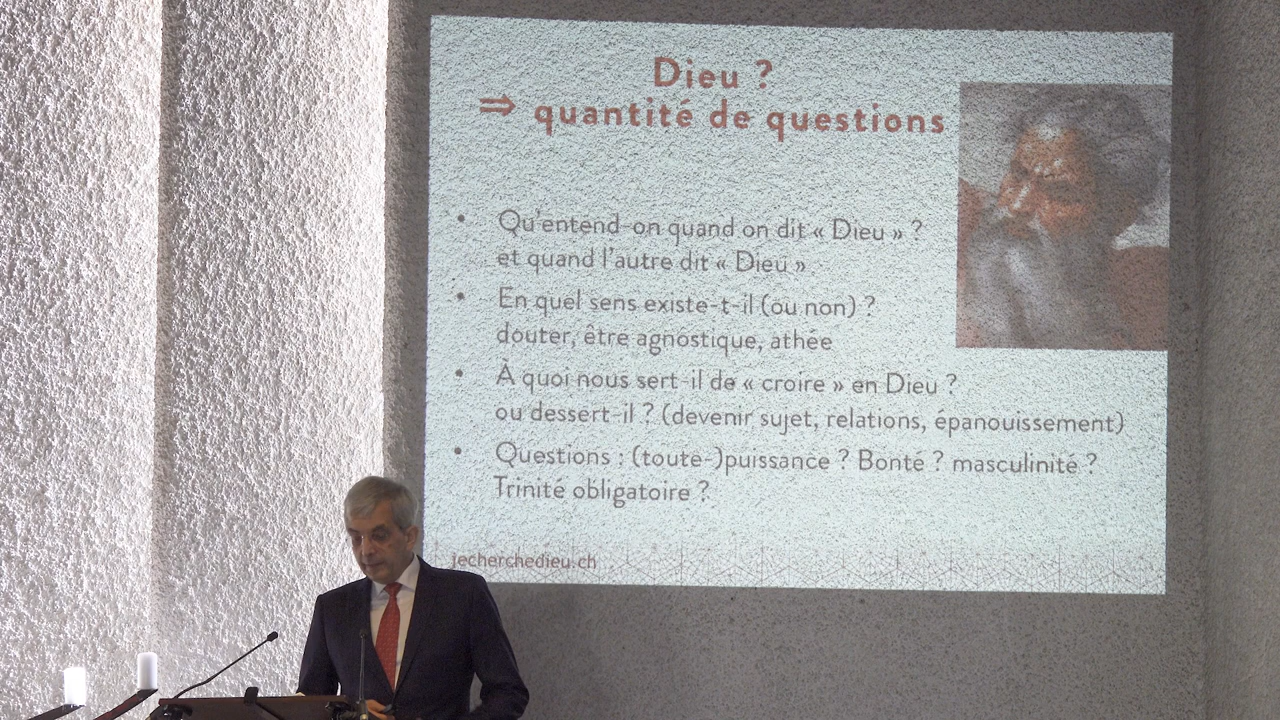 Dieu ?
⇒ quantité de questions
• Qu'entend-on quand on dit « Dieu » ?
et quand l'autre dit « Dieu »
• En quel sens existe-t-il (ou non) ?
douter, être agnostique, athée
• À quoi nous sert-il de « croire » en Dieu ?
ou dessert-il ? (devenir sujet, relations, épanouissement)
• Questions : (toute-)puissance ? Bonté ? masculinité ?
Trinité obligatoire ?
jecherchedieu.ch